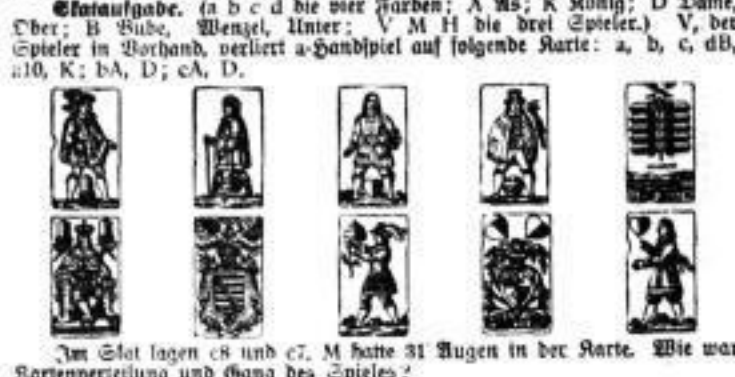 Skataufgabe. (a b c d die vier Farben; A As; K König; D Dame,
Ober; B Bube, Wenzel, Unter; V M H die drei Spieler.) V, der
Spieler in Vorhand, verliert a-Handspiel auf folgende Karte: a, b, c, dB,
a10, K; bA, D; cA, D.
Im Skat lagen c8 und c7. M hatte 31 Augen in der Karte. Wie war
Kartenverteilung und Gang des Spieles?